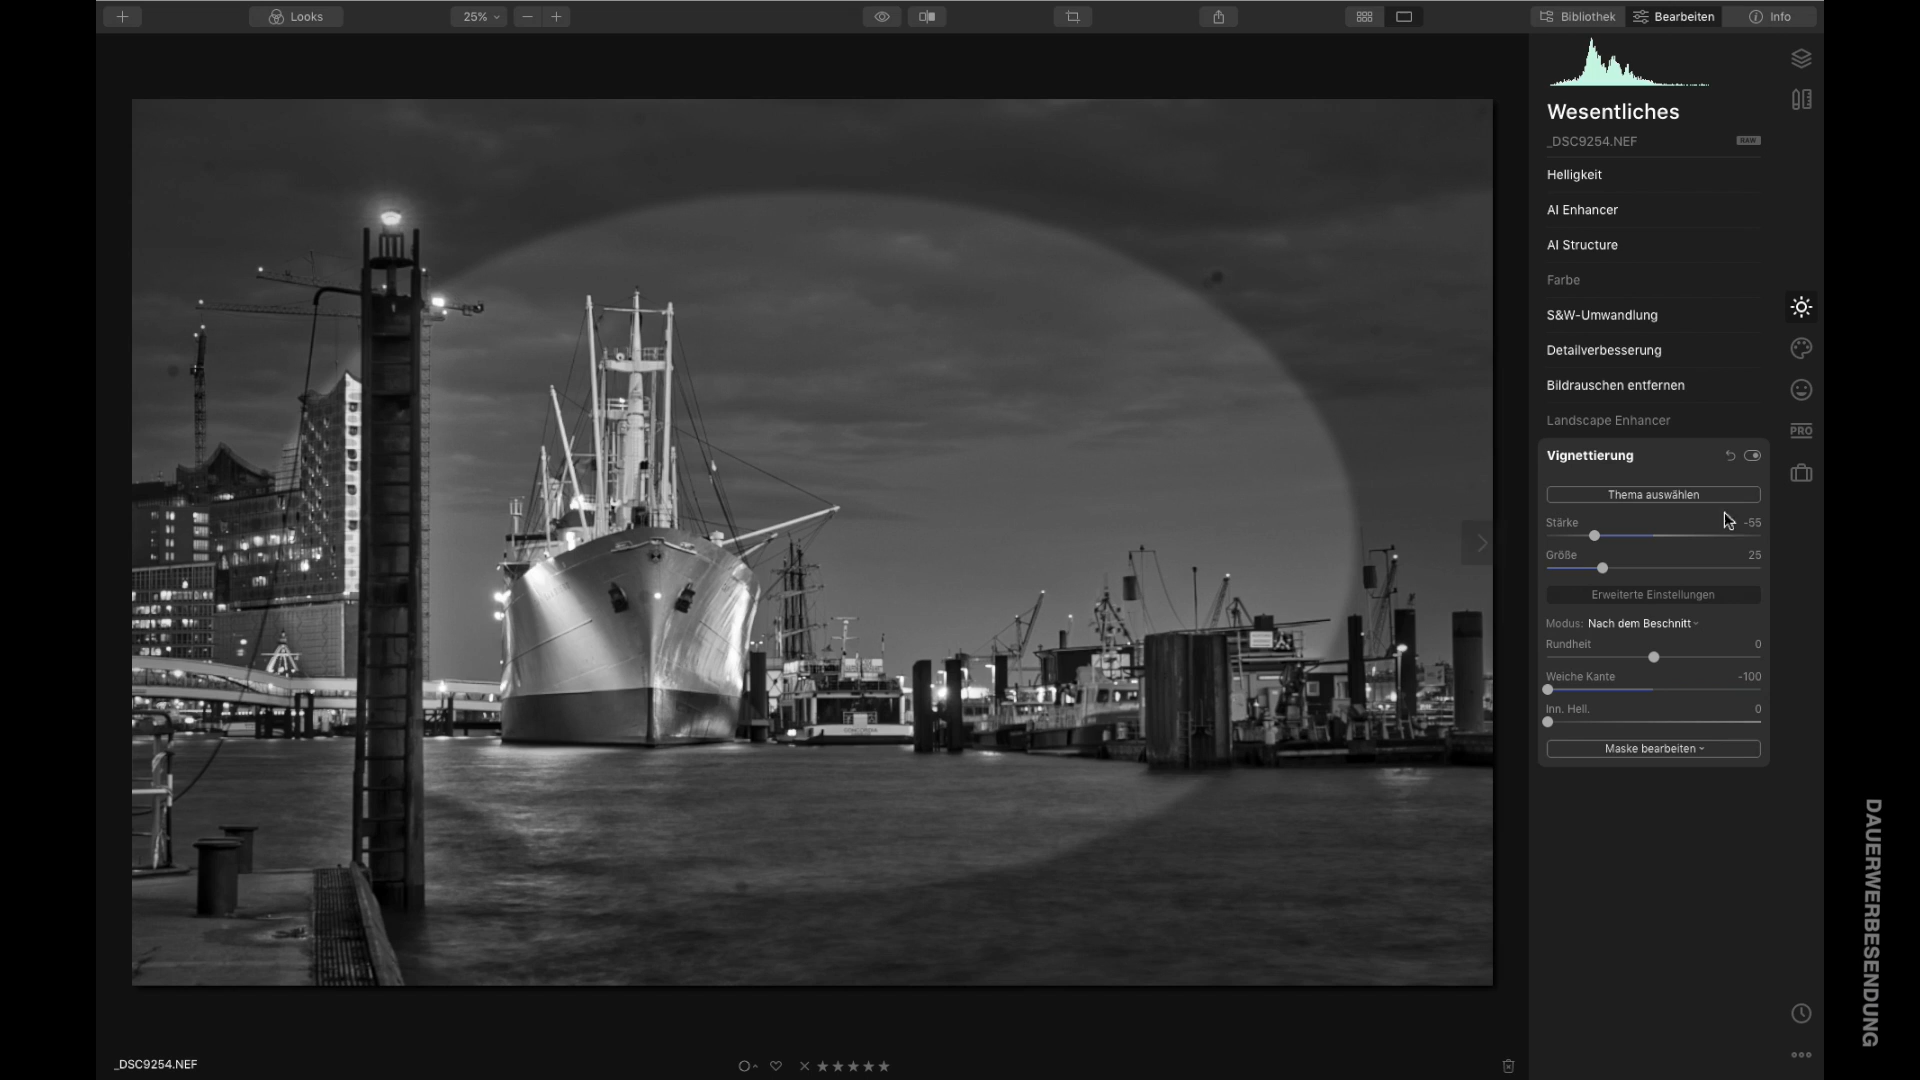 Looks
25%
Bibliothek
Bearbeiten
Info
Wesentliches
_DSC9254.NEF
RAW
Helligkeit
AI Enhancer
AI Structure
Farbe
S&W-Umwandlung
Detailverbesserung
Bildrauschen entfernen
Landscape Enhancer
PRO
Vignettierung
Thema auswählen
Stärke -55
Größe 25
Erweiterte Einstellungen
Modus: Nach dem Beschnitt
Rundheit 0
Weiche Kante -100
Inn. Hell. 0
Maske bearbeiten
DAUERWERBESENDUNG
_DSC9254.NEF